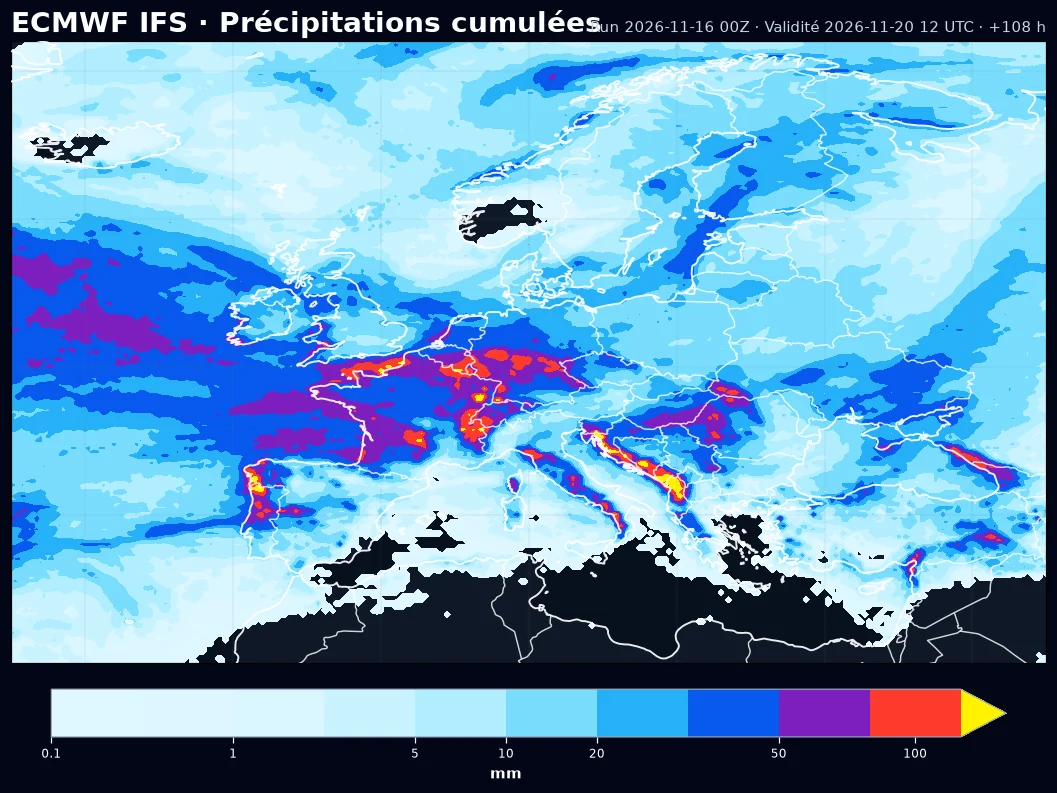 ECMWF IFS · Précipitations cumulées
Run 2026-11-16 00Z · Validité 2026-11-20 12 UTC · +108 h
0.1 1 5 10 20 50 100
mm